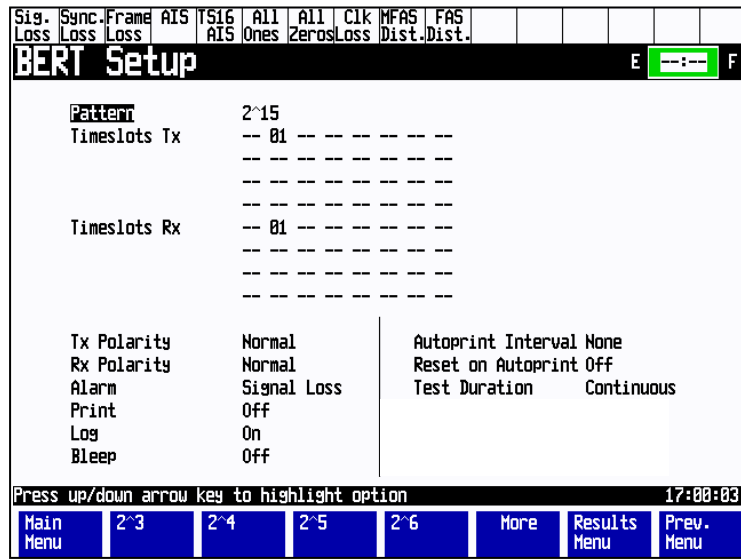 Sig. Sync. Frame AIS TS16 All All Clk MFAS FAS
Loss Loss Loss AIS Ones Zeros Loss Dist. Dist.
BERT Setup E --:-- F
Pattern 2^15
Timeslots Tx -- 01 -- -- -- -- -- --
-- -- -- -- -- -- -- --
-- -- -- -- -- -- -- --
-- -- -- -- -- -- -- --
Timeslots Rx -- 01 -- -- -- -- -- --
-- -- -- -- -- -- -- --
-- -- -- -- -- -- -- --
-- -- -- -- -- -- -- --
Tx Polarity Normal Autoprint Interval None
Rx Polarity Normal Reset on Autoprint Off
Alarm Signal Loss Test Duration Continuous
Print Off
Log On
Bleep Off
Press up/down arrow key to highlight option 17:00:03
Main 2^3 2^4 2^5 2^6 More Results Prev.
Menu Menu Menu